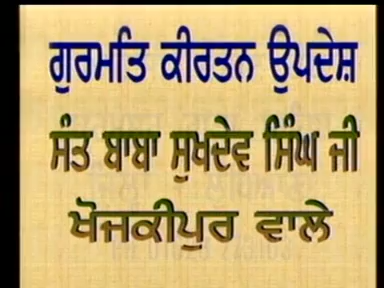 ਗੁਰਮਤਿ ਕੀਰਤਨ ਉਪਦੇਸ਼
ਸੰਤ ਬਾਬਾ ਸੁਖਦੇਵ ਸਿੰਘ ਜੀ
ਖੋਜਕੀਪੁਰ ਵਾਲੇ